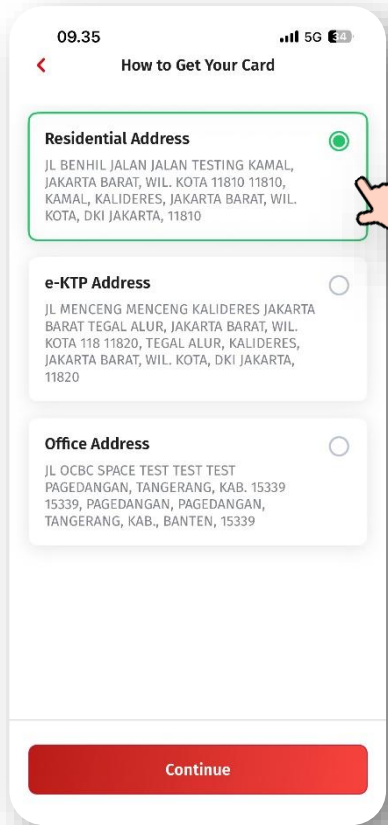 09.35
5G 34
How to Get Your Card
Residential Address
JL BENHIL JALAN JALAN TESTING KAMAL,
JAKARTA BARAT, WIL. KOTA 11810 11810,
KAMAL, KALIDERES, JAKARTA BARAT, WIL.
KOTA, DKI JAKARTA, 11810
e-KTP Address
JL MENCENG MENCENG KALIDERES JAKARTA
BARAT TEGAL ALUR, JAKARTA BARAT, WIL.
KOTA 118 11820, TEGAL ALUR, KALIDERES,
JAKARTA BARAT, WIL. KOTA, DKI JAKARTA,
11820
Office Address
JL OCBC SPACE TEST TEST TEST
PAGEDANGAN, TANGERANG, KAB. 15339
15339, PAGEDANGAN, PAGEDANGAN,
TANGERANG, KAB., BANTEN, 15339
Continue